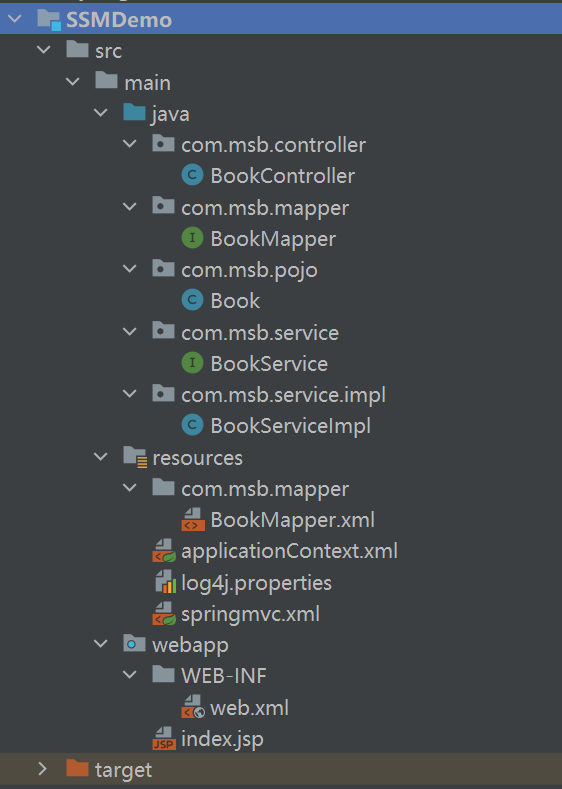 SSMDemo
src
main
java
com.msb.controller
BookController
com.msb.mapper
BookMapper
com.msb.pojo
Book
com.msb.service
BookService
com.msb.service.impl
BookServiceImpl
resources
com.msb.mapper
BookMapper.xml
applicationContext.xml
log4j.properties
springmvc.xml
webapp
WEB-INF
web.xml
index.jsp
target